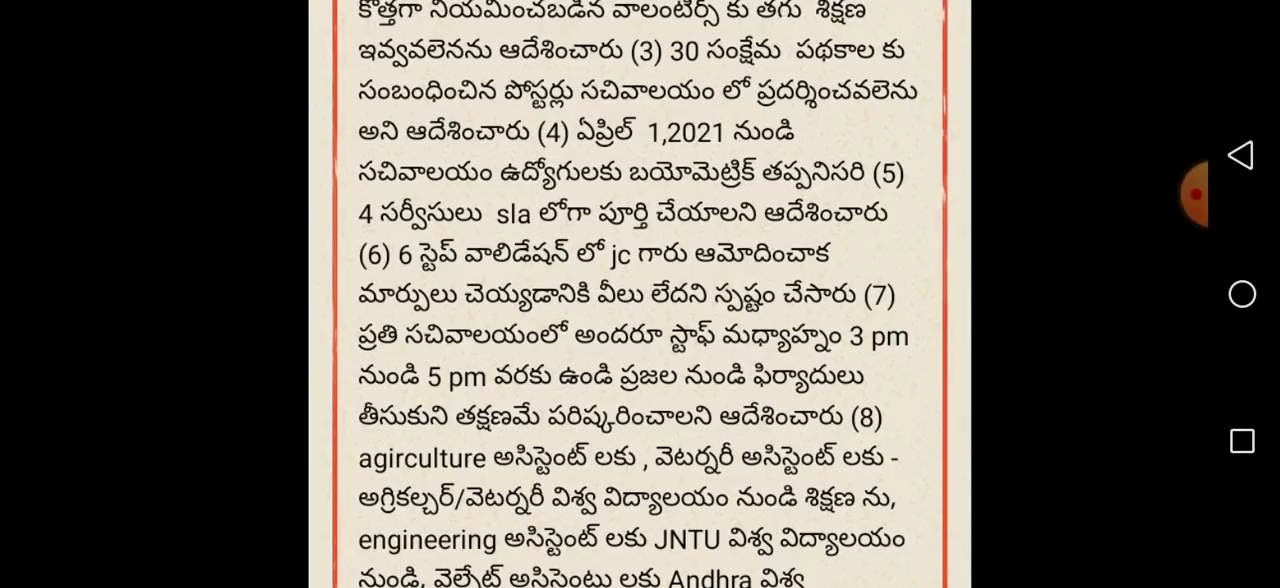 కొత్తగా నియమించబడిన వాలంటీర్స్ కు తగు శిక్షణ
ఇవ్వవలెనను ఆదేశించారు (3) 30 సంక్షేమ పథకాల కు
సంబంధించిన పోస్టర్లు సచివాలయం లో ప్రదర్శించవలెను
అని ఆదేశించారు (4) ఏప్రిల్ 1,2021 నుండి
సచివాలయం ఉద్యోగులకు బయోమెట్రిక్ తప్పనిసరి (5)
4 సర్వీసులు sla లోగా పూర్తి చేయాలని ఆదేశించారు
(6) 6 స్టెప్ వాలిడేషన్ లో jc గారు ఆమోదించాక
మార్పులు చెయ్యడానికి వీలు లేదని స్పష్టం చేసారు (7)
ప్రతి సచివాలయంలో అందరూ స్టాఫ్ మధ్యాహ్నం 3 pm
నుండి 5 pm వరకు ఉండి ప్రజల నుండి ఫిర్యాదులు
తీసుకుని తక్షణమే పరిష్కరించాలని ఆదేశించారు (8)
agirculture అసిస్టెంట్ లకు , వెటర్నరీ అసిస్టెంట్ లకు -
అగ్రికల్చర్/వెటర్నరీ విశ్వ విద్యాలయం నుండి శిక్షణ ను,
engineering అసిస్టెంట్ లకు JNTU విశ్వ విద్యాలయం
నుండి, వెల్ఫేట్ అసిస్టెంటు లకు Andhra విశ్వ